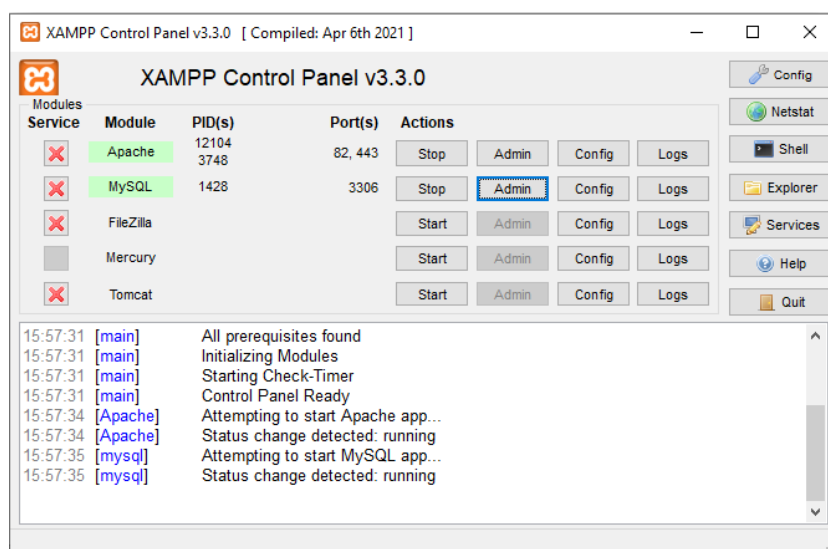 XAMPP Control Panel v3.3.0 [ Compiled: Apr 6th 2021 ]
XAMPP Control Panel v3.3.0
Config
Modules
Service Module PID(s) Port(s) Actions
Netstat
Apache 12104 3748 82, 443 Stop Admin Config Logs
Shell
MySQL 1428 3306 Stop Admin Config Logs
Explorer
FileZilla Start Admin Config Logs
Services
Mercury Start Admin Config Logs
Help
Tomcat Start Admin Config Logs
Quit
15:57:31 [main] All prerequisites found
15:57:31 [main] Initializing Modules
15:57:31 [main] Starting Check-Timer
15:57:31 [main] Control Panel Ready
15:57:34 [Apache] Attempting to start Apache app...
15:57:34 [Apache] Status change detected: running
15:57:35 [mysql] Attempting to start MySQL app...
15:57:35 [mysql] Status change detected: running